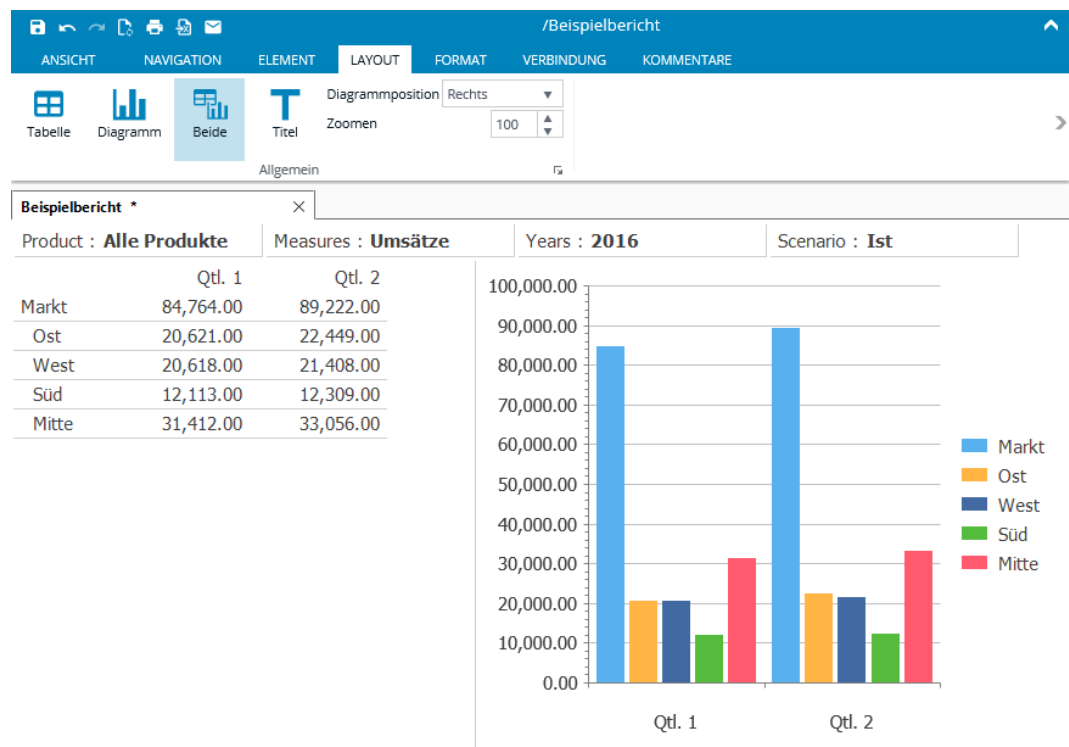 /Beispielbericht
ANSICHT NAVIGATION ELEMENT LAYOUT FORMAT VERBINDUNG KOMMENTARE
Tabelle Diagramm Beide Titel
Diagrammposition Rechts
Zoomen 100
Allgemein
Beispielbericht *
Product : Alle Produkte Measures : Umsätze Years : 2016 Scenario : Ist
Qtl. 1 Qtl. 2
Markt 84,764.00 89,222.00
Ost 20,621.00 22,449.00
West 20,618.00 21,408.00
Süd 12,113.00 12,309.00
Mitte 31,412.00 33,056.00
100,000.00
90,000.00
80,000.00
70,000.00
60,000.00
50,000.00
40,000.00
30,000.00
20,000.00
10,000.00
0.00
Qtl. 1 Qtl. 2
Markt
Ost
West
Süd
Mitte